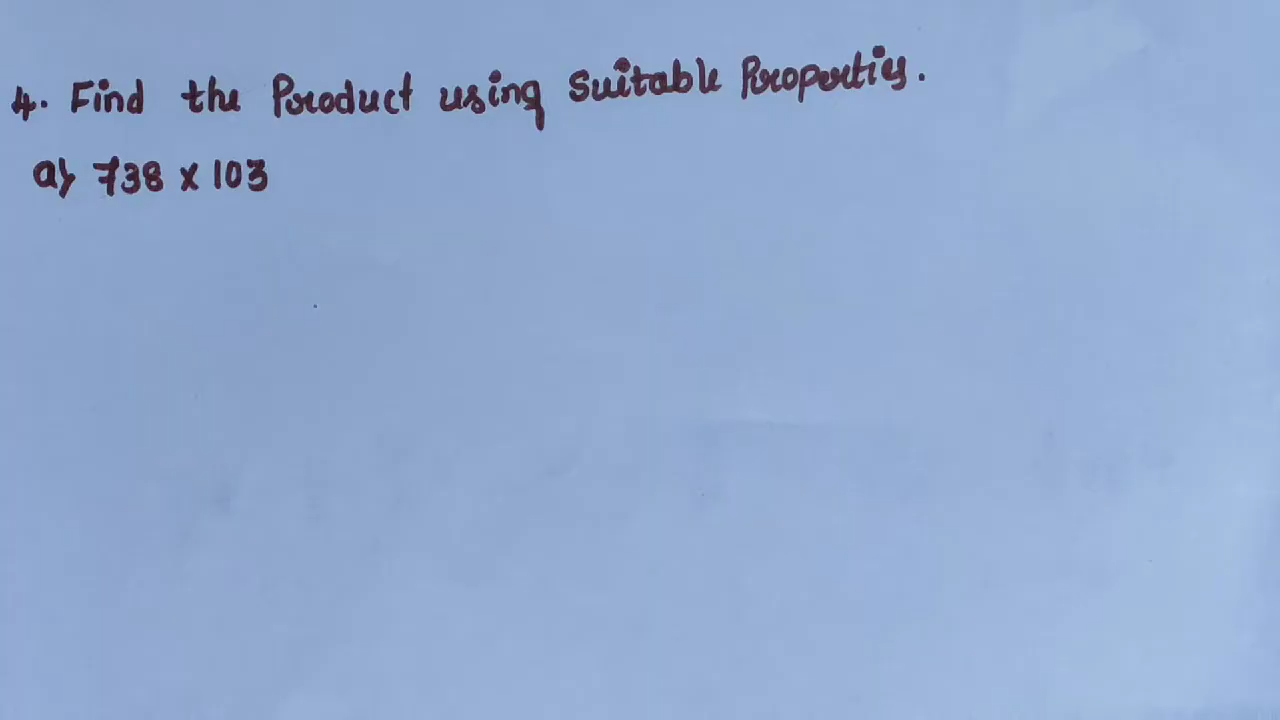 4. Find the Product using Suitable Properties.
a) 738 x 103